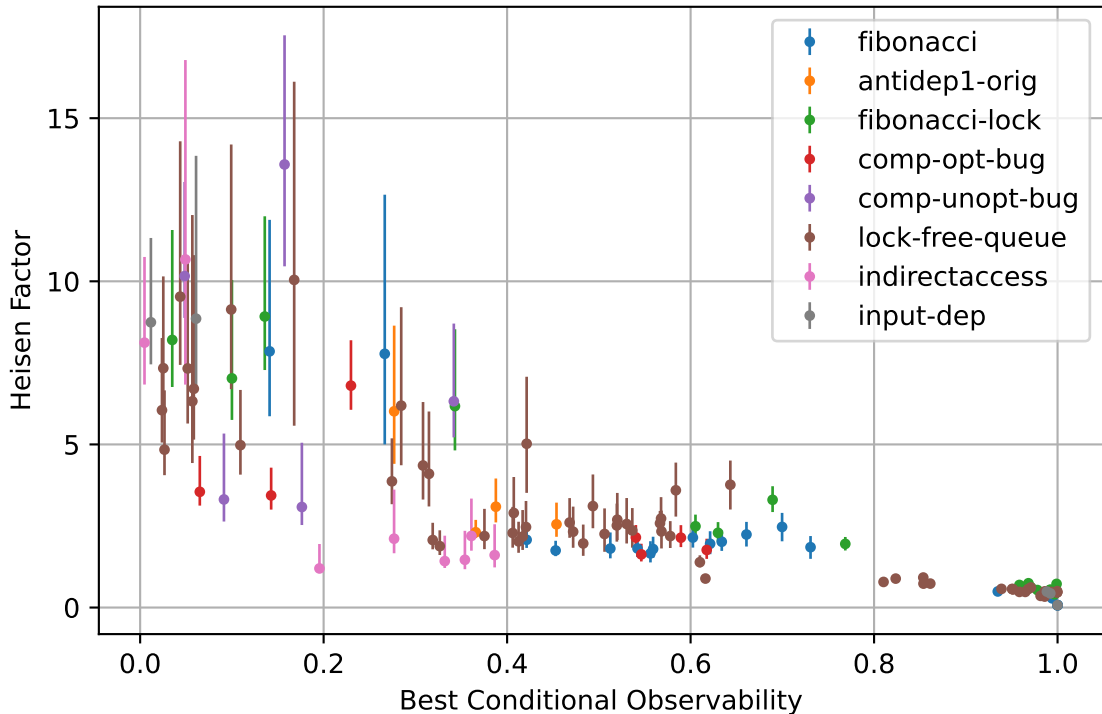 15
10
5
0
Heisen Factor
fibonacci
antidep1-orig
fibonacci-lock
comp-opt-bug
comp-unopt-bug
lock-free-queue
indirectaccess
input-dep
0.0 0.2 0.4 0.6 0.8 1.0
Best Conditional Observability